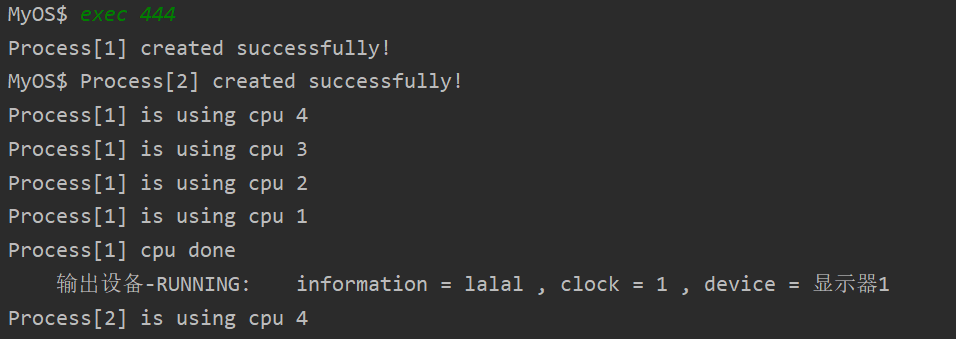 MyOS$ exec 444
Process[1] created successfully!
MyOS$ Process[2] created successfully!
Process[1] is using cpu 4
Process[1] is using cpu 3
Process[1] is using cpu 2
Process[1] is using cpu 1
Process[1] cpu done
输出设备-RUNNING: information = lalal , clock = 1 , device = 显示器1
Process[2] is using cpu 4